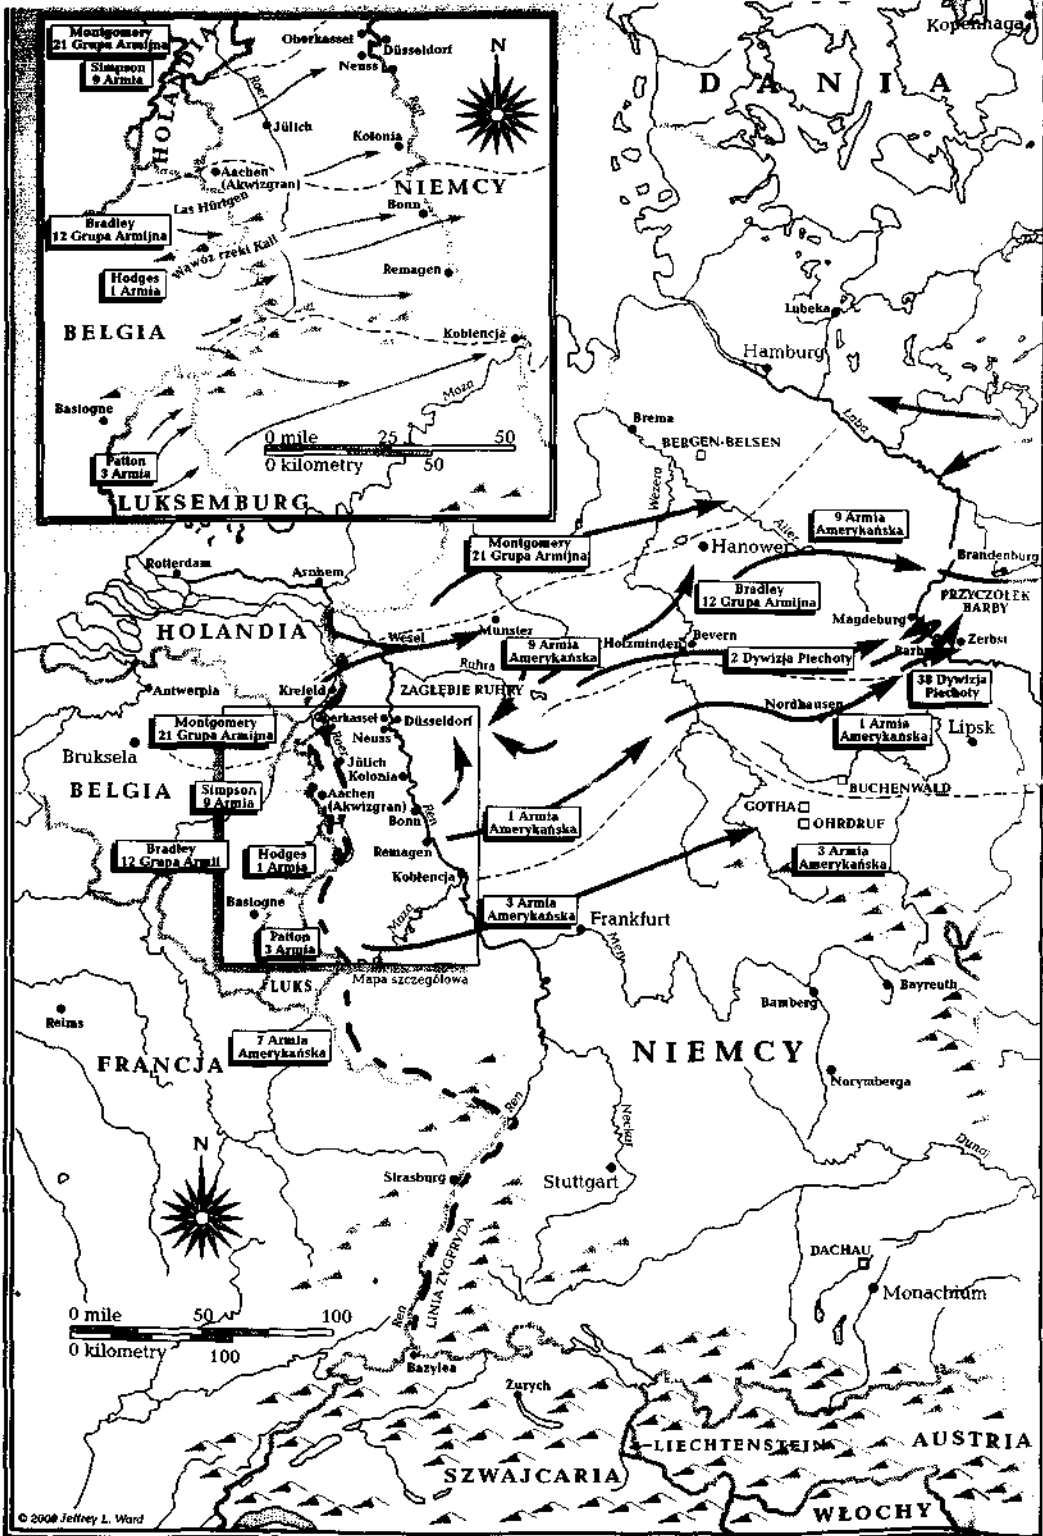 Montgomery
21 Grupa Armijna
Simpson
9 Armia
HOLANDIA
Oberkassel
Düsseldorf
Neuss
N
Roer
Ren
Jülich
Kolonia
Aachen
(Akwizgran)
NIEMCY
Las Hürtgen
Bonn
Bradley
12 Grupa Armijna
Wąwóz rzeki Kall
Hodges
1 Armia
Remagen
BELGIA
Koblencja
Moza
Bastogne
0 mile 25 50
0 kilometry 50
Patton
3 Armia
LUKSEMBURG
Kopenhaga
DANIA
Lubeka
Hamburg
Łaba
Brema
BERGEN-BELSEN
Wezera
Aller
9 Armia
Amerykańska
Montgomery
21 Grupa Armijna
Hanower
Brandenburg
Rotterdam
Arnhem
Bradley
12 Grupa Armijna
PRZYCZÓŁEK
BARBY
Magdeburg
HOLANDIA
Wesel
Münster
9 Armia
Amerykańska
Holzminden
Bevern
Zerbst
Barby
2 Dywizja Piechoty
Ruhra
Antwerpia
Krefeld
ZAGŁĘBIE RUHRY
38 Dywizja
Piechoty
Nordhausen
Montgomery
21 Grupa Armijna
Oberkassel
Düsseldorf
Neuss
1 Armia
Amerykańska
Lipsk
Bruksela
Roer
Jülich
Kolonia
BELGIA
Simpson
9 Armia
Aachen
(Akwizgran)
Bonn
Ren
BUCHENWALD
GOTHA
OHRDRUF
1 Armia
Amerykańska
Bradley
12 Grupa Armii
Hodges
1 Armia
Remagen
3 Armia
Amerykańska
Koblencja
Bastogne
Moza
3 Armia
Amerykańska
Frankfurt
Men
Patton
3 Armia
Mapa szczegółowa
LUKS
Bayreuth
Bamberg
Reims
7 Armia
Amerykańska
FRANCJA
NIEMCY
Norymberga
Ren
Neckar
N
Dunaj
Strasburg
Stuttgart
LINIA ZYGFRYDA
DACHAU
Monachium
0 mile 50 100
0 kilometry 100
Ren
Bazylea
Zurych
LIECHTENSTEIN
AUSTRIA
SZWAJCARIA
WŁOCHY
© 2008 Jeffrey L. Ward